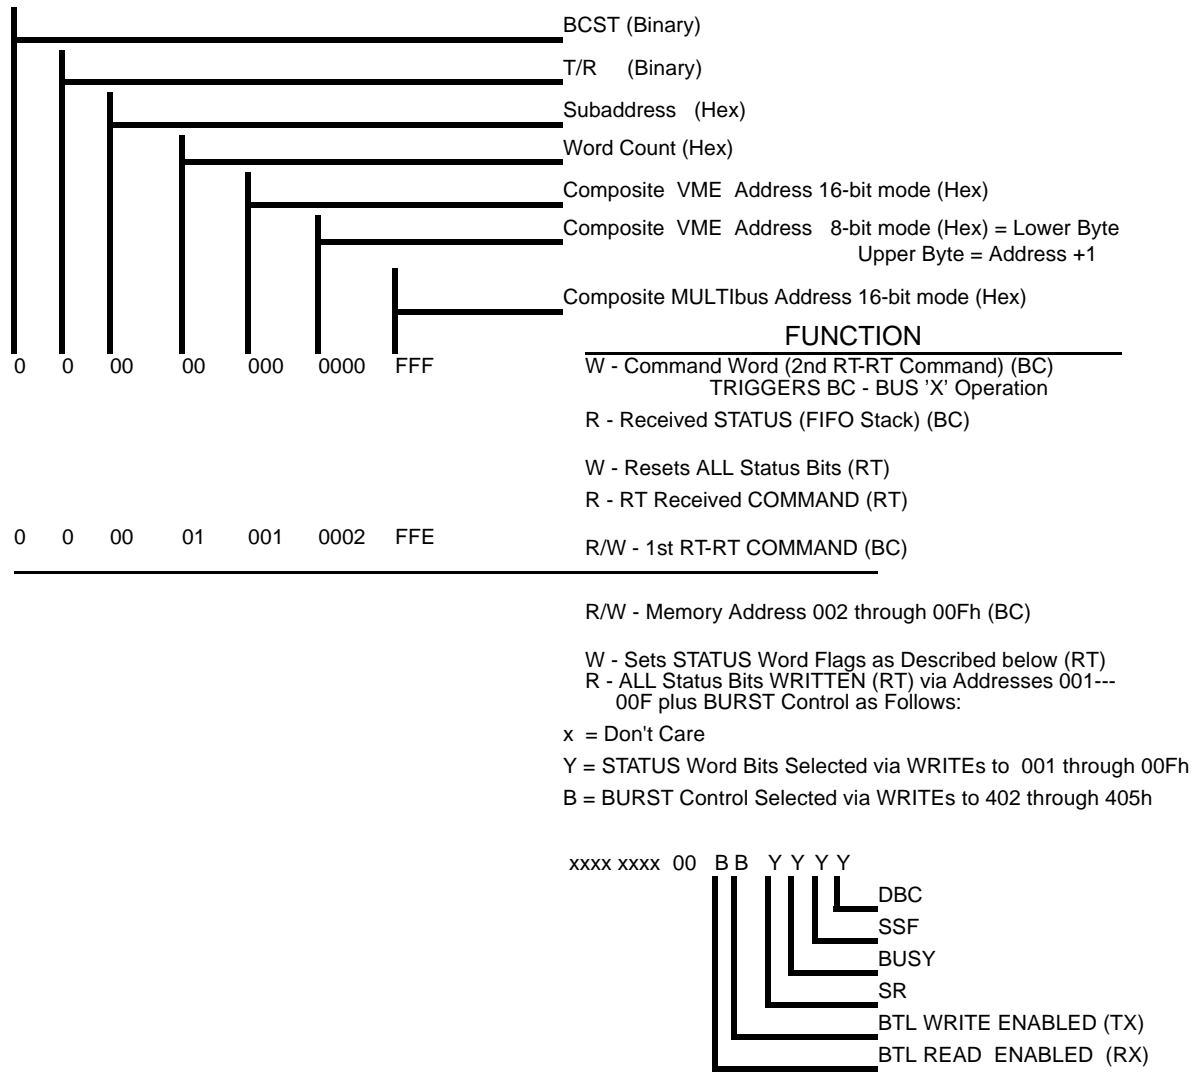 BCST (Binary)
T/R (Binary)
Subaddress (Hex)
Word Count (Hex)
Composite VME Address 16-bit mode (Hex)
Composite VME Address 8-bit mode (Hex) = Lower Byte
Upper Byte = Address +1
Composite MULTIbus Address 16-bit mode (Hex)
FUNCTION
0 0 00 00 000 0000 FFF W - Command Word (2nd RT-RT Command) (BC)
TRIGGERS BC - BUS 'X' Operation
R - Received STATUS (FIFO Stack) (BC)
W - Resets ALL Status Bits (RT)
R - RT Received COMMAND (RT)
0 0 00 01 001 0002 FFE R/W - 1st RT-RT COMMAND (BC)
R/W - Memory Address 002 through 00Fh (BC)
W - Sets STATUS Word Flags as Described below (RT)
R - ALL Status Bits WRITTEN (RT) via Addresses 001---
00F plus BURST Control as Follows:
x = Don't Care
Y = STATUS Word Bits Selected via WRITEs to 001 through 00Fh
B = BURST Control Selected via WRITEs to 402 through 405h
xxxx xxxx 00 B B Y Y Y Y
DBC
SSF
BUSY
SR
BTL WRITE ENABLED (TX)
BTL READ ENABLED (RX)